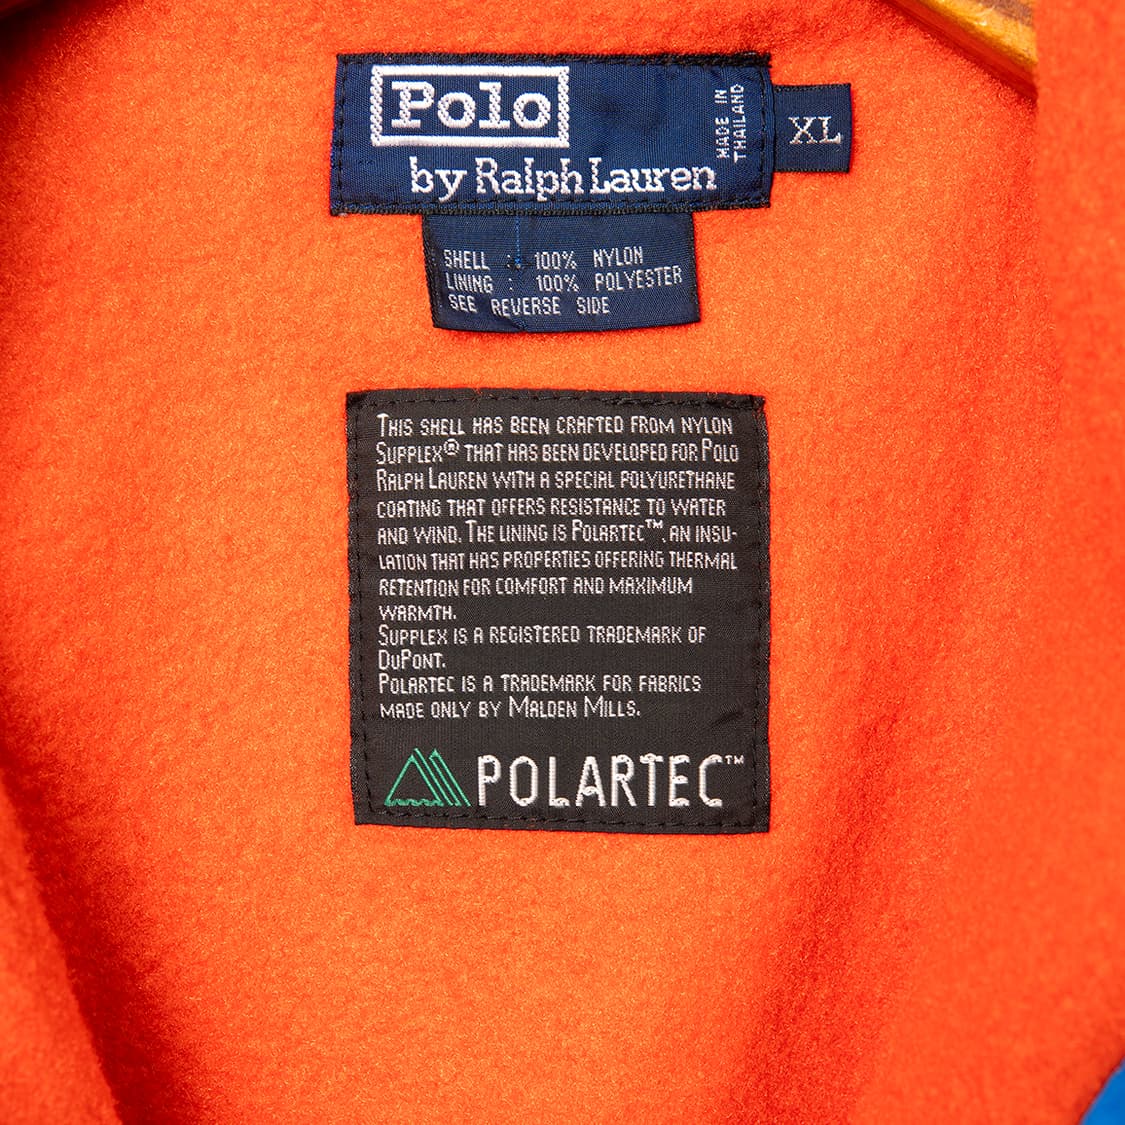 Polo
by Ralph Lauren
MADE IN
THAILAND
XL
SHELL : 100% NYLON
LINING : 100% POLYESTER
SEE REVERSE SIDE
THIS SHELL HAS BEEN CRAFTED FROM NYLON
SUPPLEX® THAT HAS BEEN DEVELOPED FOR POLO
RALPH LAUREN WITH A SPECIAL POLYURETHANE
COATING THAT OFFERS RESISTANCE TO WATER
AND WIND. THE LINING IS POLARTEC™, AN INSU-
LATION THAT HAS PROPERTIES OFFERING THERMAL
RETENTION FOR COMFORT AND MAXIMUM
WARMTH.
SUPPLEX IS A REGISTERED TRADEMARK OF
DUPONT.
POLARTEC IS A TRADEMARK FOR FABRICS
MADE ONLY BY MALDEN MILLS.
POLARTEC™